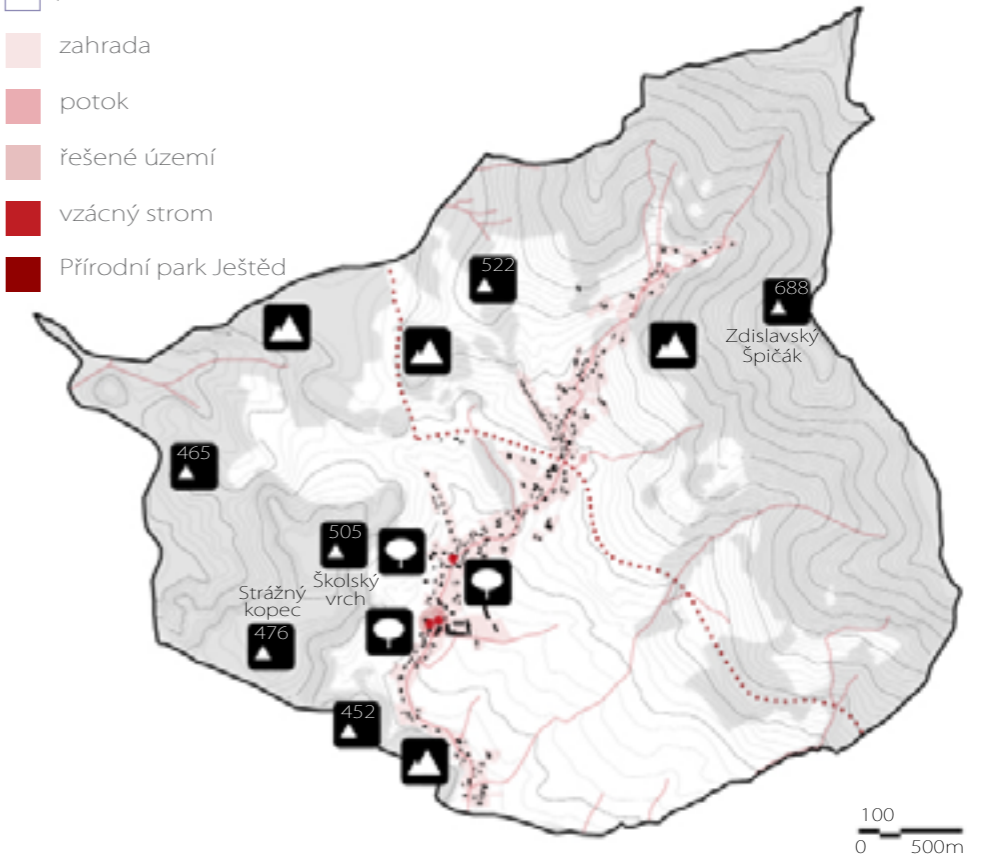 zahrada
potok
řešené území
vzácný strom
Přírodní park Ještěd
522
688
Zdislavský
Špičák
465
505
Školský
vrch
Strážný
kopec
476
452
100
0 500m